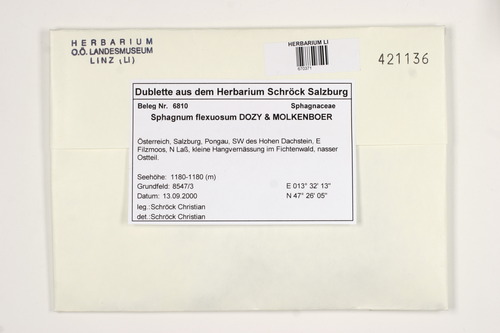 HERBARIUM
O.Ö. LANDESMUSEUM
LINZ (LI)
HERBARIUM LI
421136
Dublette aus dem Herbarium Schröck Salzburg
Beleg Nr. 6810 Sphagnaceae
Sphagnum flexuosum DOZY & MOLKENBOER
Österreich, Salzburg, Pongau, SW des Hohen Dachstein, E
Filzmoos, N Laß, kleine Hangvernässung im Fichtenwald, nasser
Ostteil.
Seehöhe: 1180-1180 (m)
Grundfeld: 8547/3 E 013° 32' 13"
Datum: 13.09.2000 N 47° 26' 05"
leg.:Schröck Christian
det.:Schröck Christian